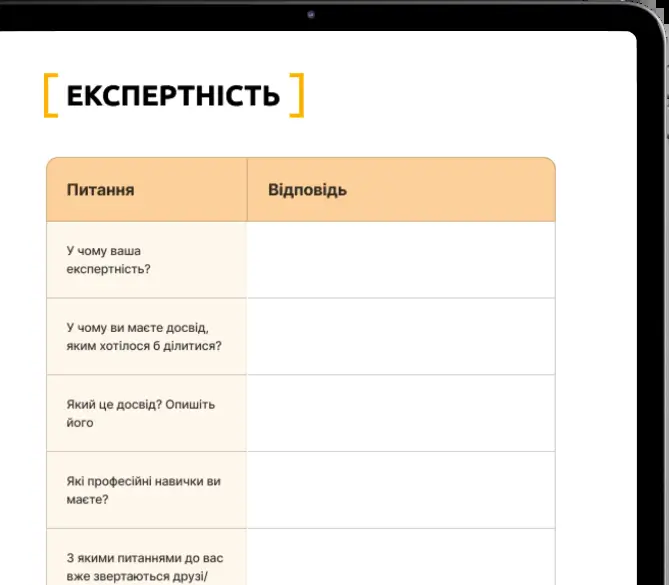 [ ЕКСПЕРТНІСТЬ ]
Питання
Відповідь
У чому ваша
експертність?
У чому ви маєте досвід,
яким хотілося б ділитися?
Який це досвід? Опишіть
його
Які професійні навички ви
маєте?
З якими питаннями до вас
вже звертаються друзі/